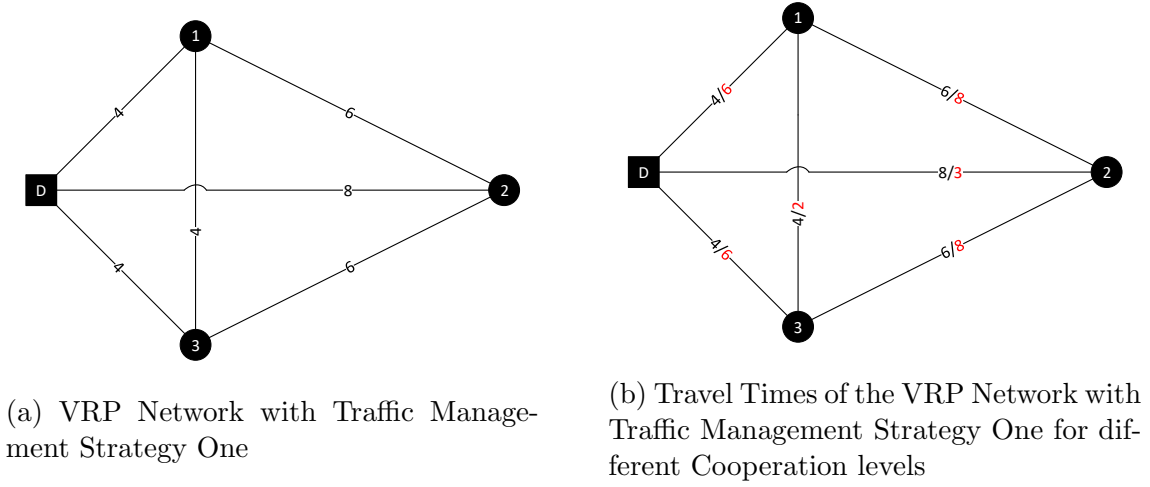 1
4
6
D
8
2
4
4
6
3
(a) VRP Network with Traffic Manage-
ment Strategy One
1
4/6
6/8
D
8/3
2
4/2
4/6
6/8
3
(b) Travel Times of the VRP Network with
Traffic Management Strategy One for dif-
ferent Cooperation levels